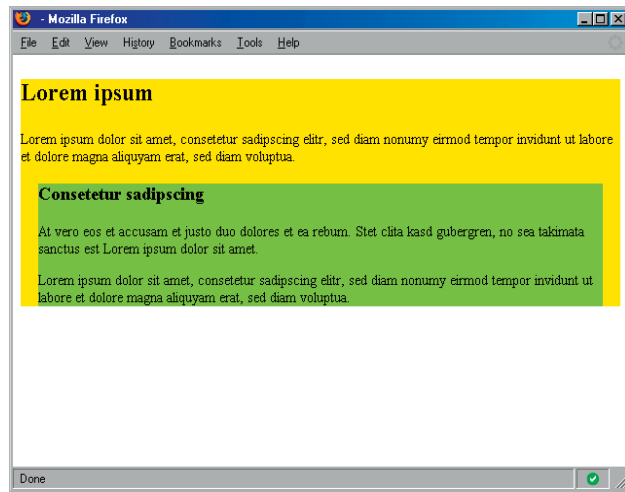 - Mozilla Firefox
File Edit View History Bookmarks Tools Help
Lorem ipsum
Lorem ipsum dolor sit amet, consetetur sadipscing elitr, sed diam nonumy eirmod tempor invidunt ut labore
et dolore magna aliquyam erat, sed diam voluptua.
Consetetur sadipscing
At vero eos et accusam et justo duo dolores et ea rebum. Stet clita kasd gubergren, no sea takimata
sanctus est Lorem ipsum dolor sit amet.
Lorem ipsum dolor sit amet, consetetur sadipscing elitr, sed diam nonumy eirmod tempor invidunt ut
labore et dolore magna aliquyam erat, sed diam voluptua.
Done